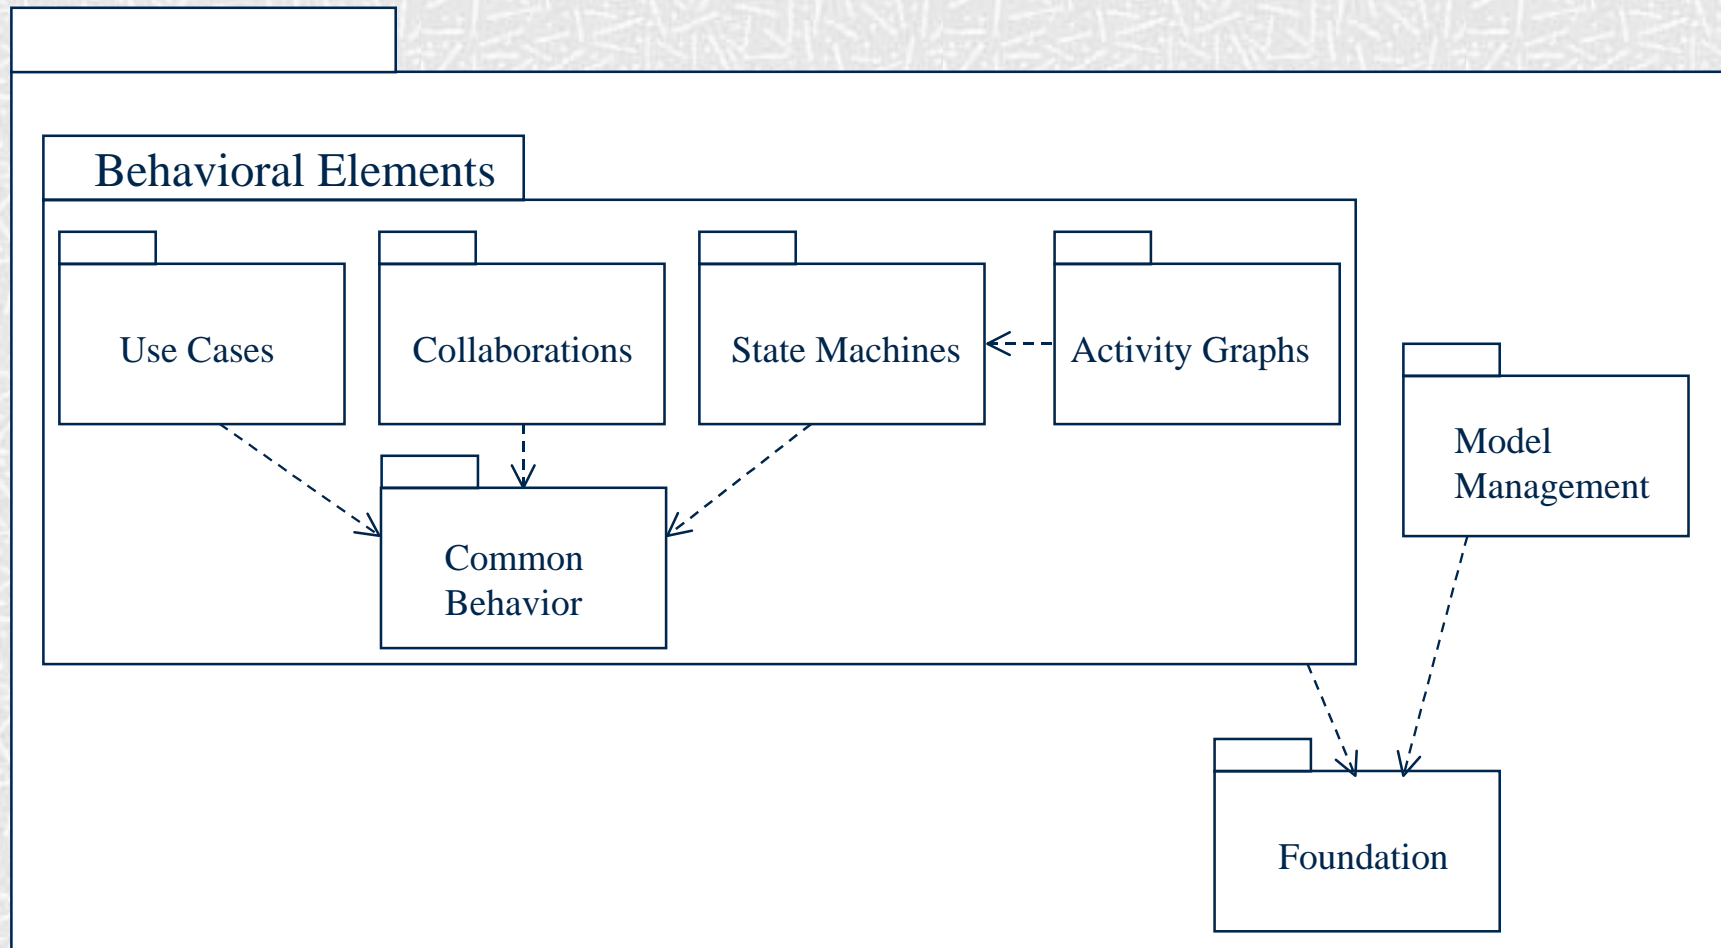 Behavioral Elements
Use Cases
Collaborations
State Machines
Activity Graphs
Model
Management
Common
Behavior
Foundation